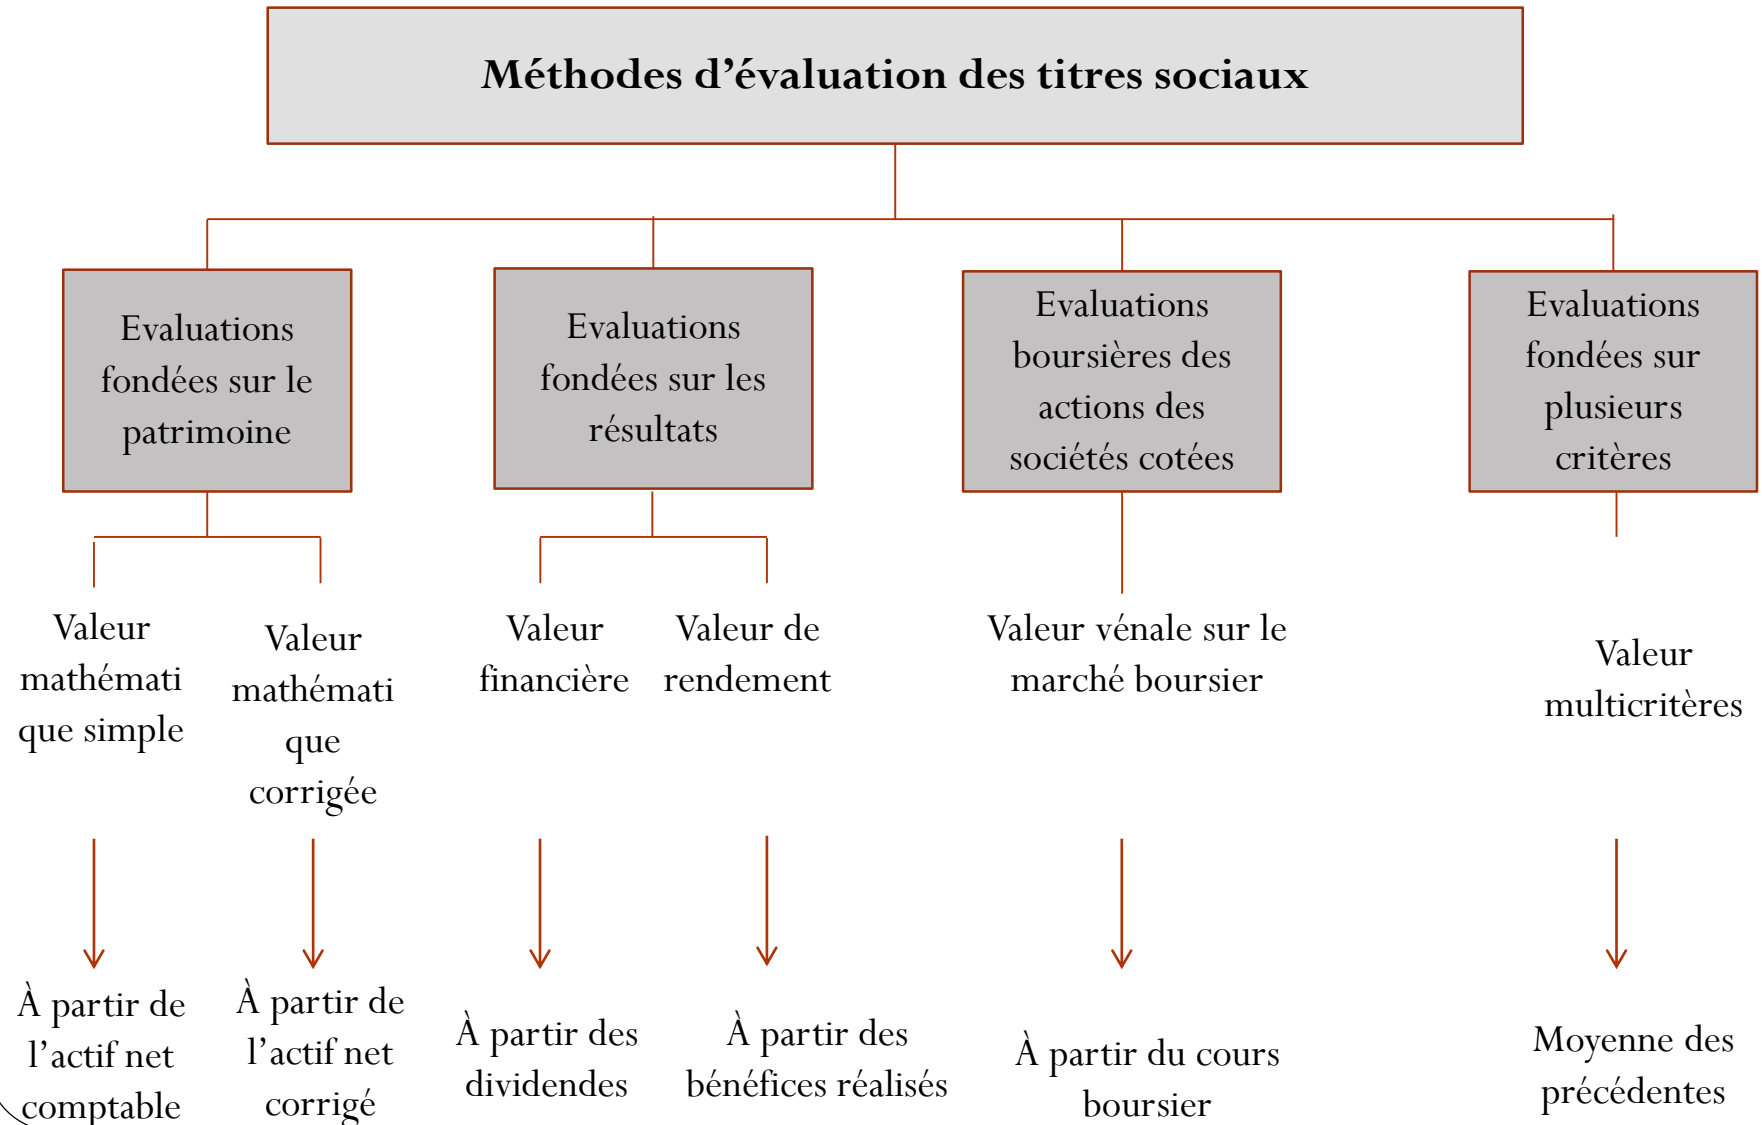 Méthodes d’évaluation des titres sociaux
Evaluations
fondées sur le
patrimoine
Evaluations
fondées sur les
résultats
Evaluations
boursières des
actions des
sociétés cotées
Evaluations
fondées sur
plusieurs
critères
Valeur
mathémati
que simple
Valeur
mathémati
que
corrigée
Valeur
financière
Valeur de
rendement
Valeur vénale sur le
marché boursier
Valeur
multicritères
À partir de
l’actif net
comptable
À partir de
l’actif net
corrigé
À partir des
dividendes
À partir des
bénéfices réalisés
À partir du cours
boursier
Moyenne des
précédentes